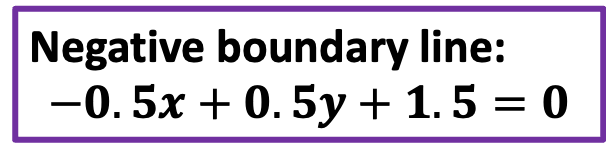 Negative boundary line:
−0.5x + 0.5y + 1.5 = 0